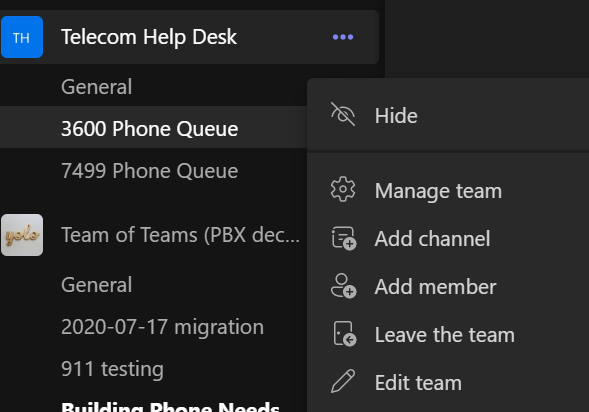 TH
Telecom Help Desk
General
3600 Phone Queue
7499 Phone Queue
yolo
Team of Teams (PBX dec...
General
2020-07-17 migration
911 testing
Building Phone Needs
Hide
Manage team
Add channel
Add member
Leave the team
Edit team